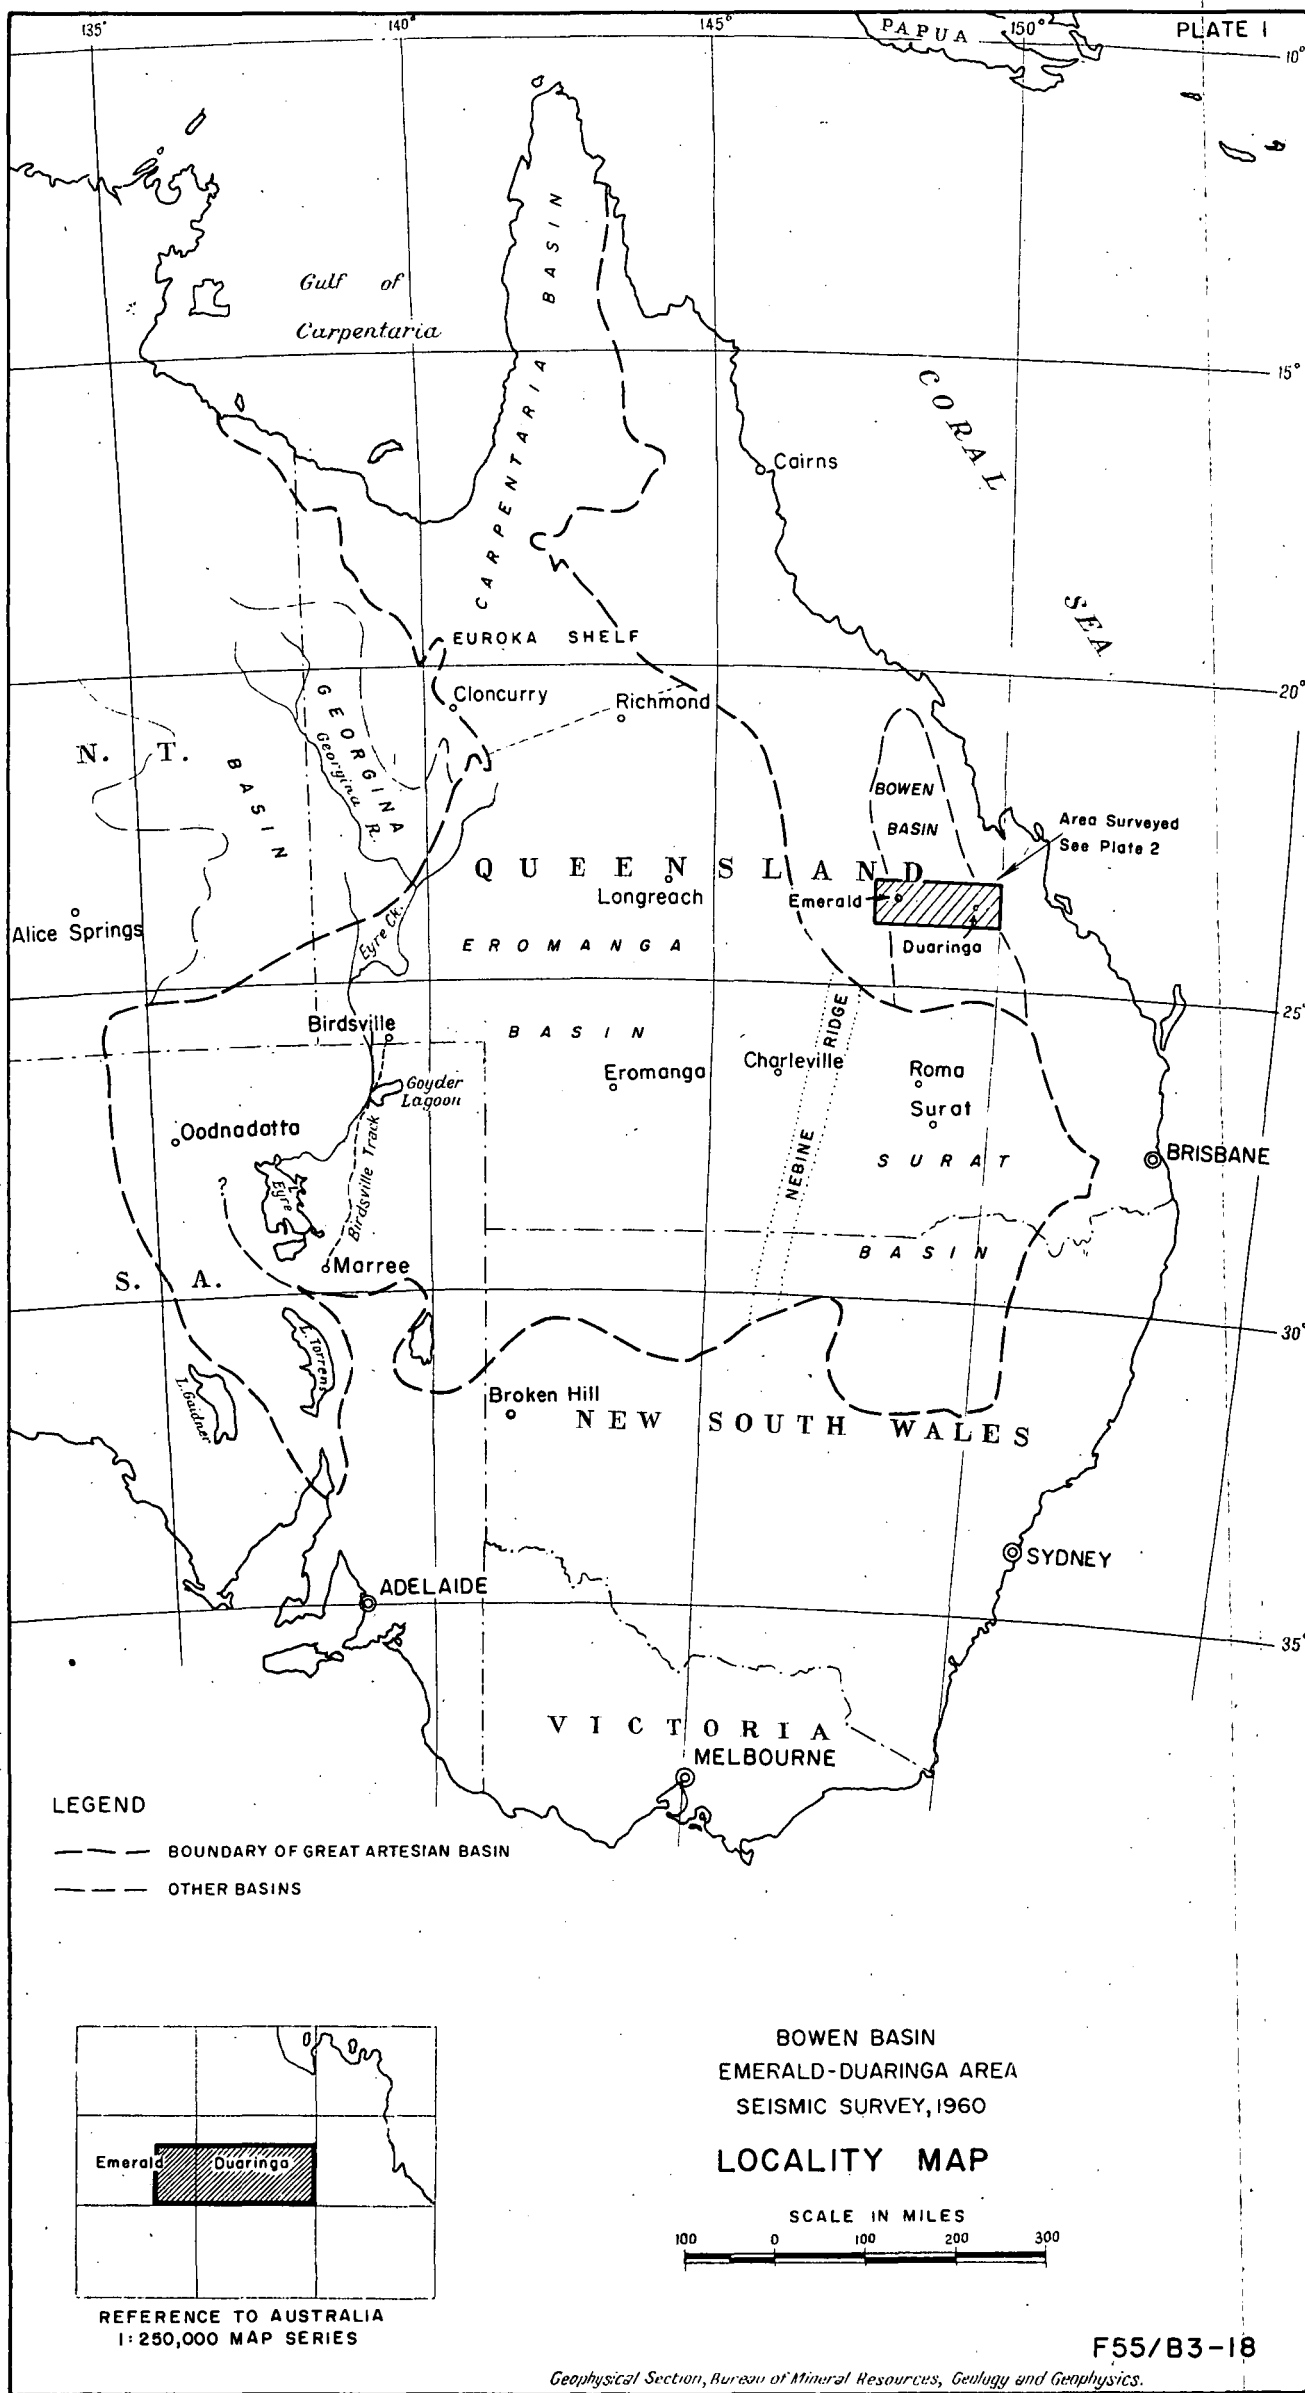 135°
140°
145°
150°
PLATE 1
PAPUA
10°
Gulf of
Carpentaria
15°
CARPENTARIA BASIN
CORAL
SEA
Cairns
EUROKA SHELF
Cloncurry
Richmond
20°
N. T.
GEORGINA
BASIN
Georgina R.
BOWEN
BASIN
Area Surveyed
See Plate 2
QUEENSLAND
Longreach
Emerald
Duaringa
Alice Springs
Eyre Ck.
EROMANGA
BASIN
25°
Birdsville
Goyder
Lagoon
Eromanga
Charleville
NEBINE RIDGE
Roma
Surat
SURAT
BASIN
Oodnadatta
Birdsville Track
BRISBANE
?
L. Eyre
Marree
S. A.
30°
L. Torrens
L. Gaidner
Broken Hill
NEW SOUTH WALES
SYDNEY
ADELAIDE
35°
VICTORIA
MELBOURNE
LEGEND
BOUNDARY OF GREAT ARTESIAN BASIN
OTHER BASINS
Emerald
Duaringa
REFERENCE TO AUSTRALIA
1:250,000 MAP SERIES
BOWEN BASIN
EMERALD-DUARINGA AREA
SEISMIC SURVEY, 1960
LOCALITY MAP
SCALE IN MILES
100 0 100 200 300
F55/B3-18
Geophysical Section, Bureau of Mineral Resources, Geology and Geophysics.